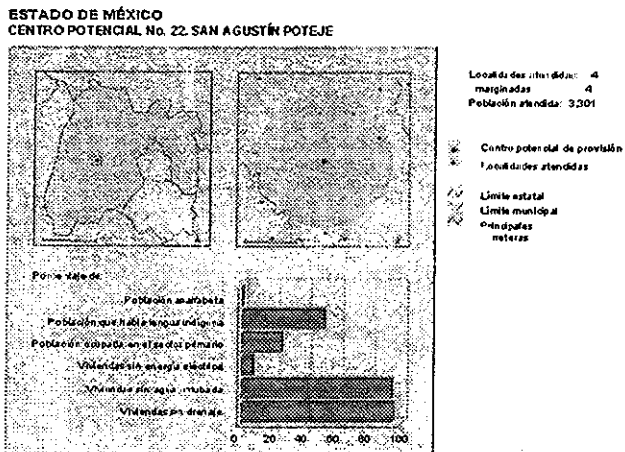 ESTADO DE MÉXICO
CENTRO POTENCIAL No. 22. SAN AGUSTÍN POTEJE
Localidades atendidas: 4
marginadas 4
Población atendida: 3,301
Centro potencial de provisión
Localidades atendidas
Límite estatal
Límite municipal
Principales
Porcentaje de:
Población analfabeta
Población que habla lengua indígena
Población ocupada en el sector primario
Viviendas sin energía eléctrica
Viviendas sin agua entubada
Viviendas sin drenaje
0 20 40 60 80 100